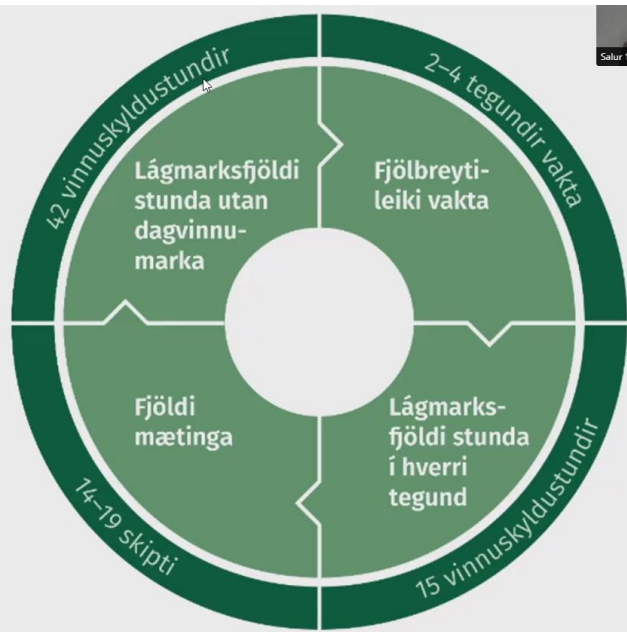 42 vinnuskyldustundir
2–4 tegundir vakta
Lágmarksfjöldi
stunda utan
dagvinnu-
marka
Fjölbreyti-
leiki vakta
Fjöldi
mætinga
Lágmarks-
fjöldi stunda
í hverri
tegund
14–19 skipti
15 vinnuskyldustundir
Salur 1